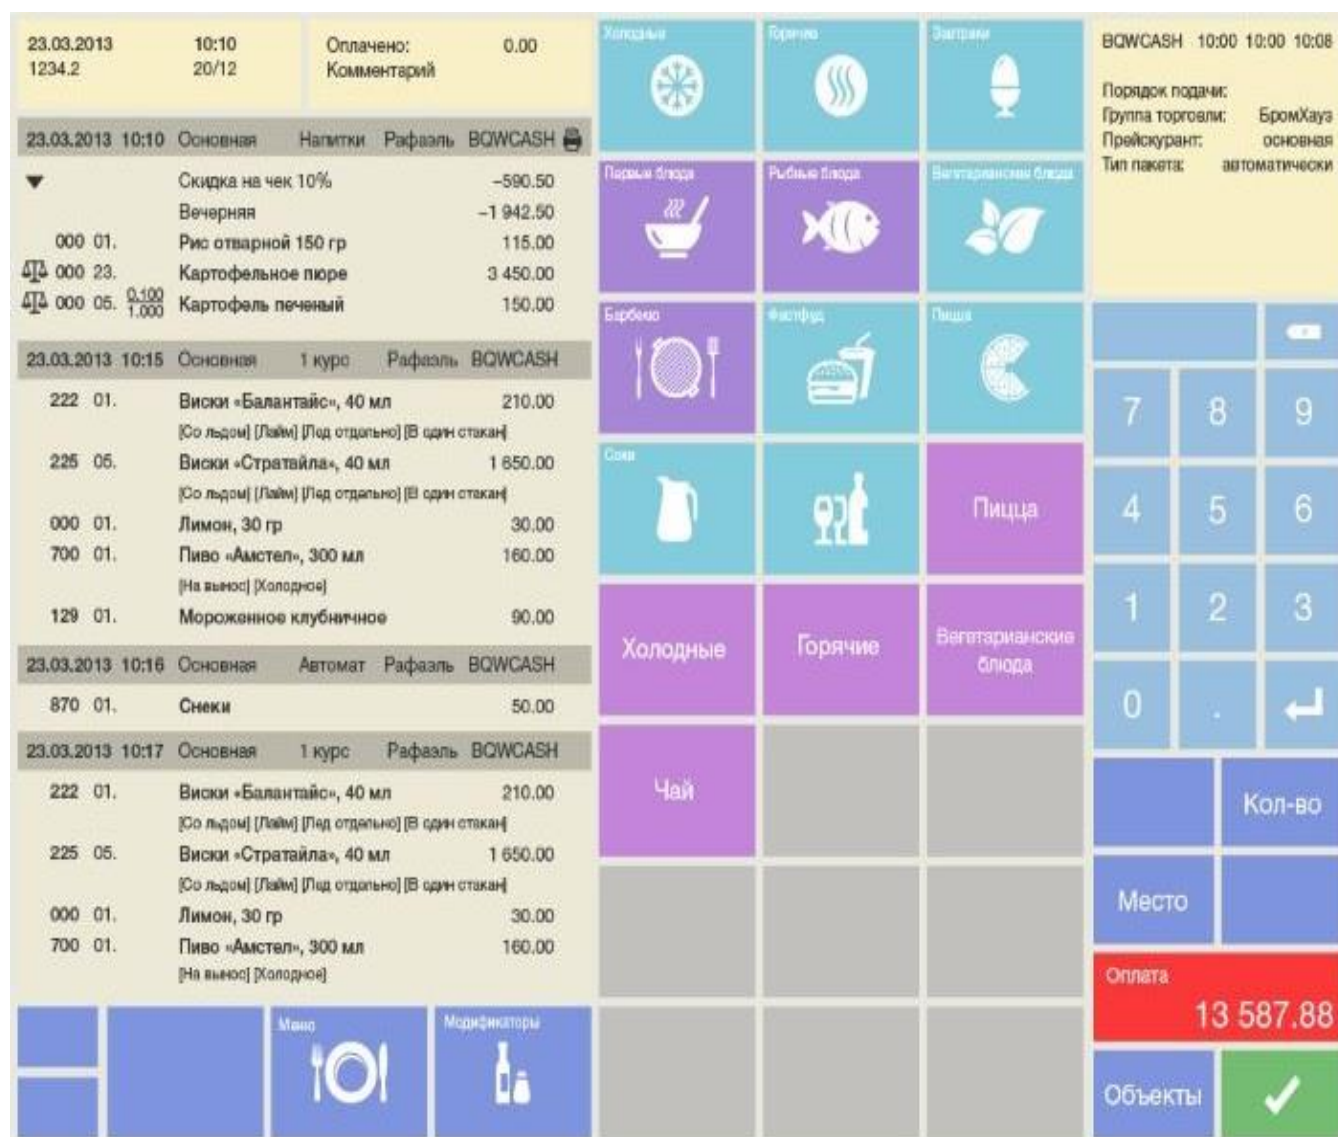 23.03.2013 10:10 Оплачено: 0.00
1234.2 20/12 Комментарий
23.03.2013 10:10 Основная Напитки Рафаэль BQWCASH
Скидка на чек 10% –590.50
Вечерняя –1 942.50
000 01. Рис отварной 150 гр 115.00
000 23. Картофельное пюре 3 450.00
000 05. 0.100 1.000 Картофель печеный 150.00
23.03.2013 10:15 Основная 1 курс Рафаэль BQWCASH
222 01. Виски «Балантайс», 40 мл 210.00
[Со льдом] [Лайм] [Лед отдельно] [В один стакан]
225 05. Виски «Стратайла», 40 мл 1 650.00
[Со льдом] [Лайм] [Лед отдельно] [В один стакан]
000 01. Лимон, 30 гр 30.00
700 01. Пиво «Амстел», 300 мл 160.00
[На вынос] [Холодное]
129 01. Мороженное клубничное 90.00
23.03.2013 10:16 Основная Автомат Рафаэль BQWCASH
870 01. Снеки 50.00
23.03.2013 10:17 Основная 1 курс Рафаэль BQWCASH
222 01. Виски «Балантайс», 40 мл 210.00
[Со льдом] [Лайм] [Лед отдельно] [В один стакан]
225 05. Виски «Стратайла», 40 мл 1 650.00
[Со льдом] [Лайм] [Лед отдельно] [В один стакан]
000 01. Лимон, 30 гр 30.00
700 01. Пиво «Амстел», 300 мл 160.00
[На вынос] [Холодное]
Меню Модификаторы
Холодные Горячие Завтраки
Первые блюда Рыбные блюда Вегетарианские блюда
Барбекю Фастфуд Пицца
Соки
Пицца
Холодные Горячие Вегетарианские
блюда
Чай
BQWCASH 10:00 10:00 10:08
Порядок подачи:
Группа торговли: БромХауз
Прейскурант: основная
Тип пакета: автоматически
7 8 9
4 5 6
1 2 3
0 .
Кол-во
Место
Оплата
13 587.88
Объекты